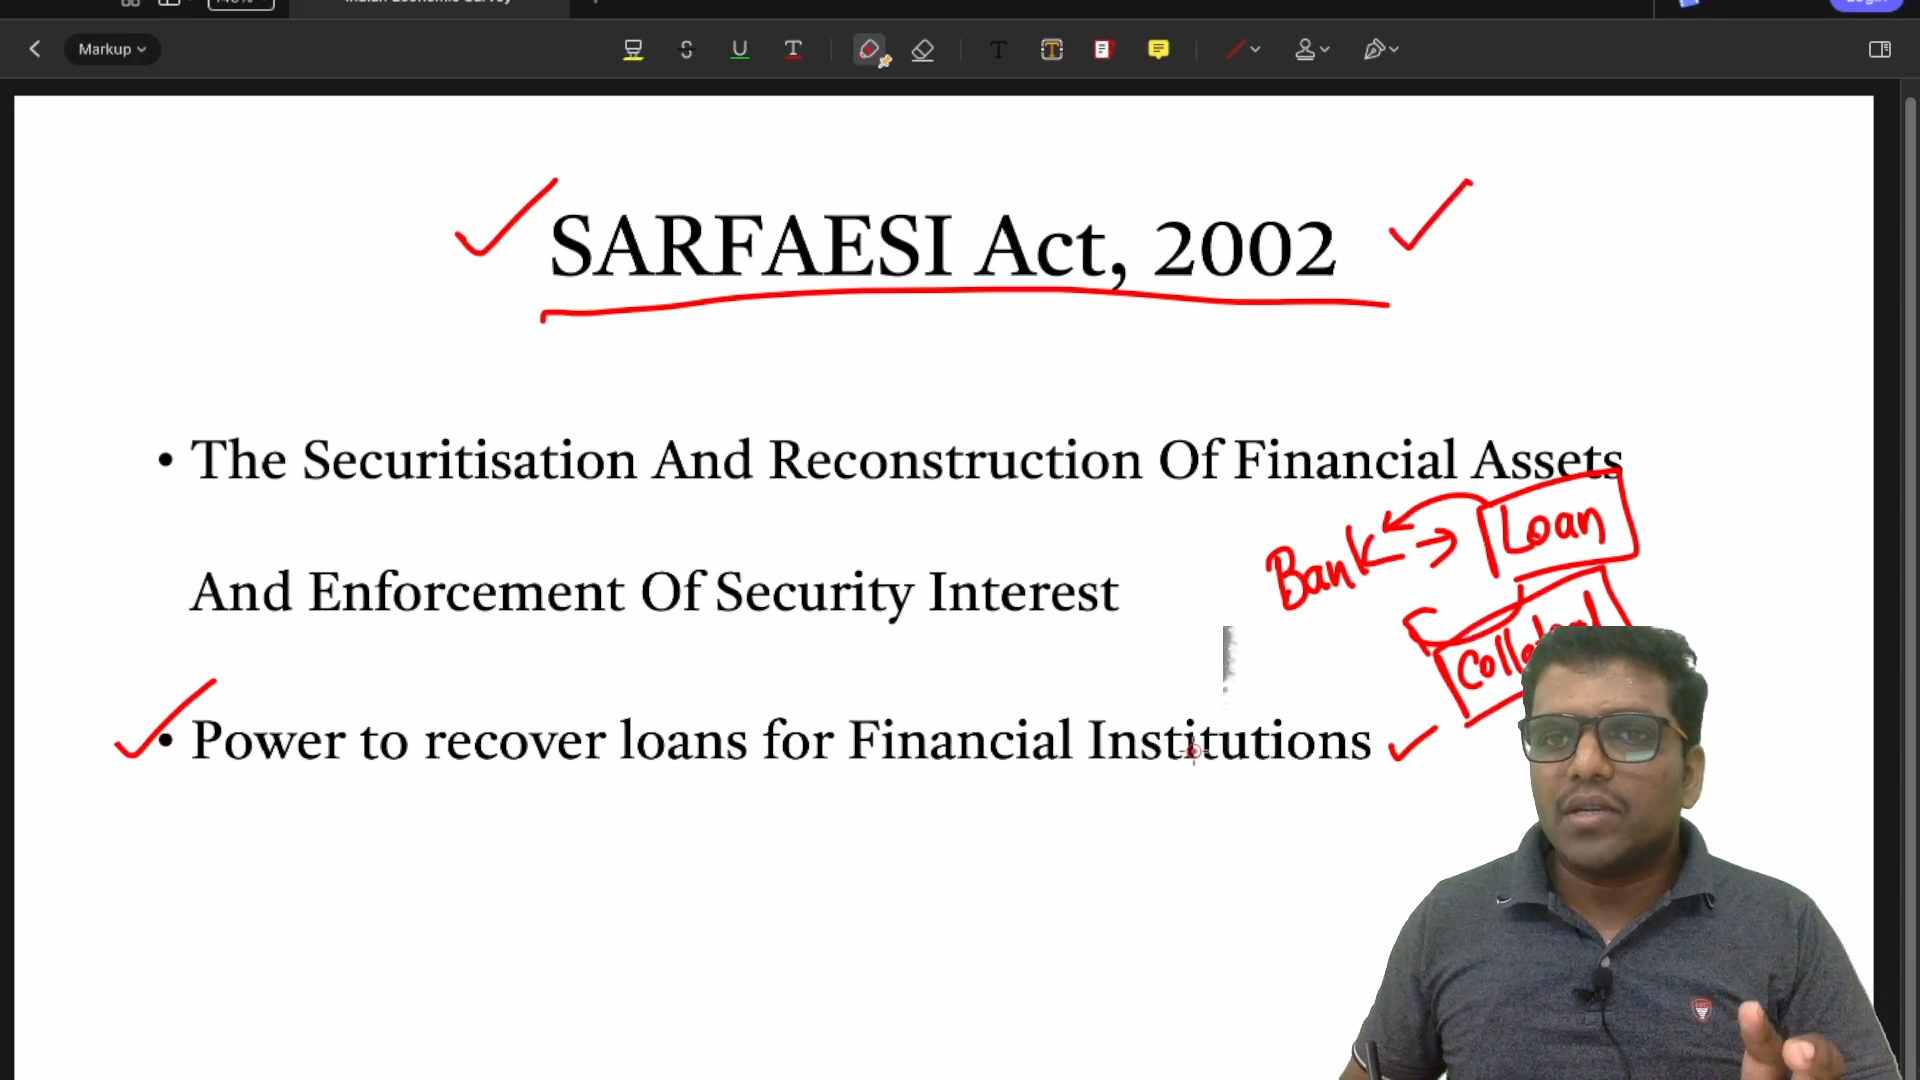 Markup
SARFAESI Act, 2002
• The Securitisation And Reconstruction Of Financial Assets
And Enforcement Of Security Interest
Bank → Loan
• Power to recover loans for Financial Institutions